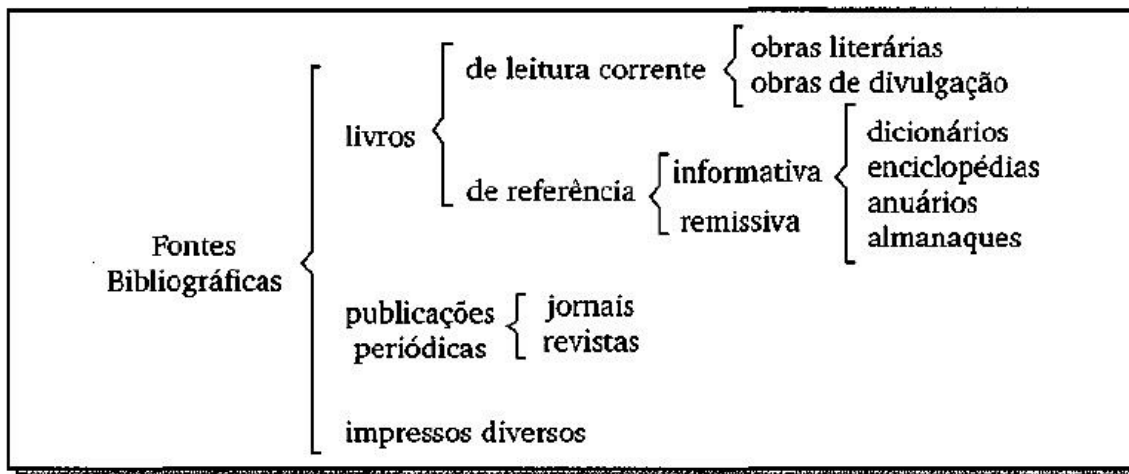 obras literárias
de leitura corrente
obras de divulgação
livros
dicionários
informativa
enciclopédias
de referência
anuários
remissiva
almanaques
Fontes
Bibliográficas
publicações
periódicas
jornais
revistas
impressos diversos